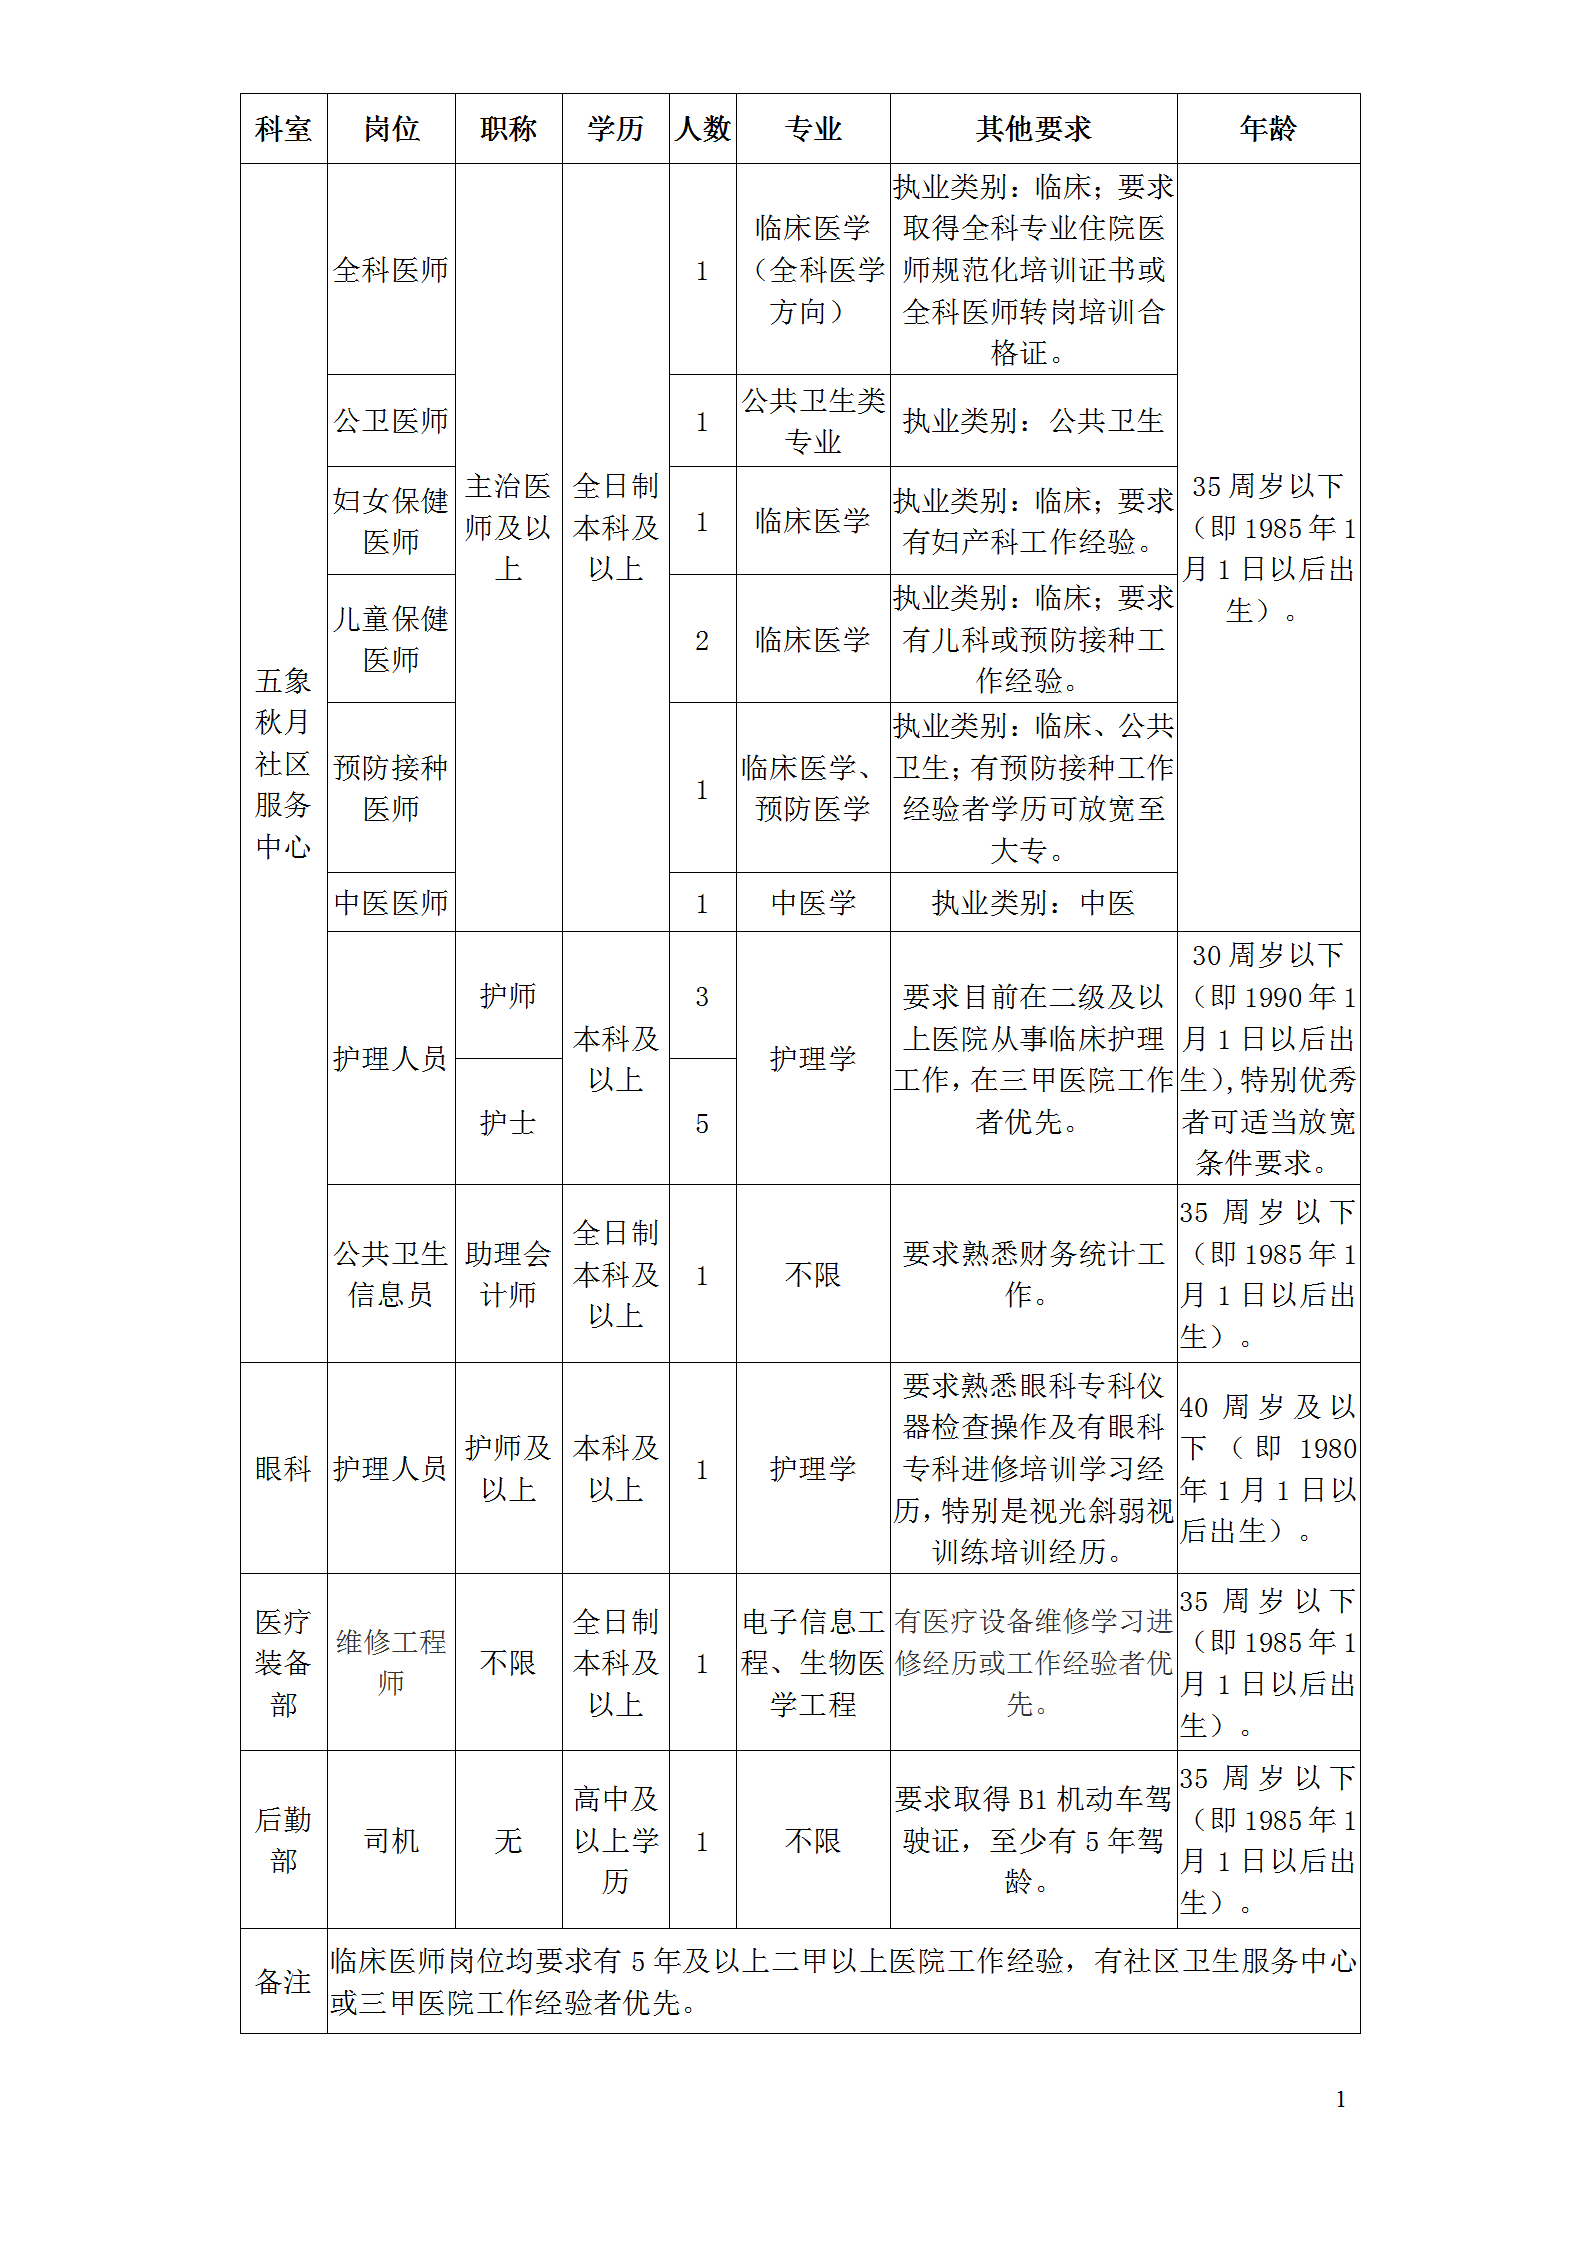 科室 岗位 职称 学历 人数 专业 其他要求 年龄
五象
秋月
社区
服务
中心
全科医师
主治医
师及以
上
全日制
本科及
以上
1
临床医学
（全科医学
方向）
执业类别：临床；要求
取得全科专业住院医
师规范化培训证书或
全科医师转岗培训合
格证。
35 周岁以下
（即 1985 年 1
月 1 日以后出
生）。
公卫医师
1
公共卫生类
专业
执业类别：公共卫生
妇女保健
医师
1
临床医学
执业类别：临床；要求
有妇产科工作经验。
儿童保健
医师
2
临床医学
执业类别：临床；要求
有儿科或预防接种工
作经验。
预防接种
医师
1
临床医学、
预防医学
执业类别：临床、公共
卫生；有预防接种工作
经验者学历可放宽至
大专。
中医医师
1
中医学
执业类别：中医
护理人员
护师
本科及
以上
3
护理学
要求目前在二级及以
上医院从事临床护理
工作，在三甲医院工作
者优先。
30 周岁以下
（即 1990 年 1
月 1 日以后出
生）,特别优秀
者可适当放宽
条件要求。
护士
5
公共卫生
信息员
助理会
计师
全日制
本科及
以上
1
不限
要求熟悉财务统计工
作。
35 周岁以下
（即 1985 年 1
月 1 日以后出
生）。
眼科
护理人员
护师及
以上
本科及
以上
1
护理学
要求熟悉眼科专科仪
器检查操作及有眼科
专科进修培训学习经
历，特别是视光斜弱视
训练培训经历。
40 周岁及以
下（即 1980
年 1 月 1 日以
后出生）。
医疗
装备
部
维修工程
师
不限
全日制
本科及
以上
1
电子信息工
程、生物医
学工程
有医疗设备维修学习进
修经历或工作经验者优
先。
35 周岁以下
（即 1985 年 1
月 1 日以后出
生）。
后勤
部
司机
无
高中及
以上学
历
1
不限
要求取得 B1 机动车驾
驶证，至少有 5 年驾
龄。
35 周岁以下
（即 1985 年 1
月 1 日以后出
生）。
备注
临床医师岗位均要求有 5 年及以上二甲以上医院工作经验，有社区卫生服务中心
或三甲医院工作经验者优先。
1